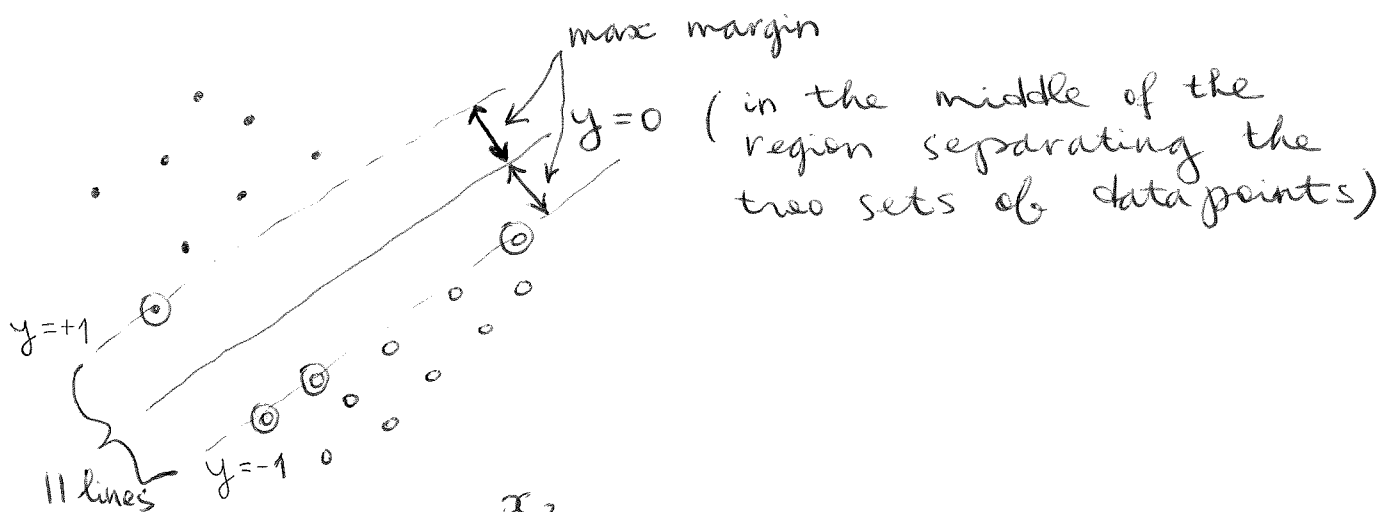 max margin
y=0 (in the middle of the
region separating the
two sets of datapoints)
y=+1
y=-1
|| lines
x₂